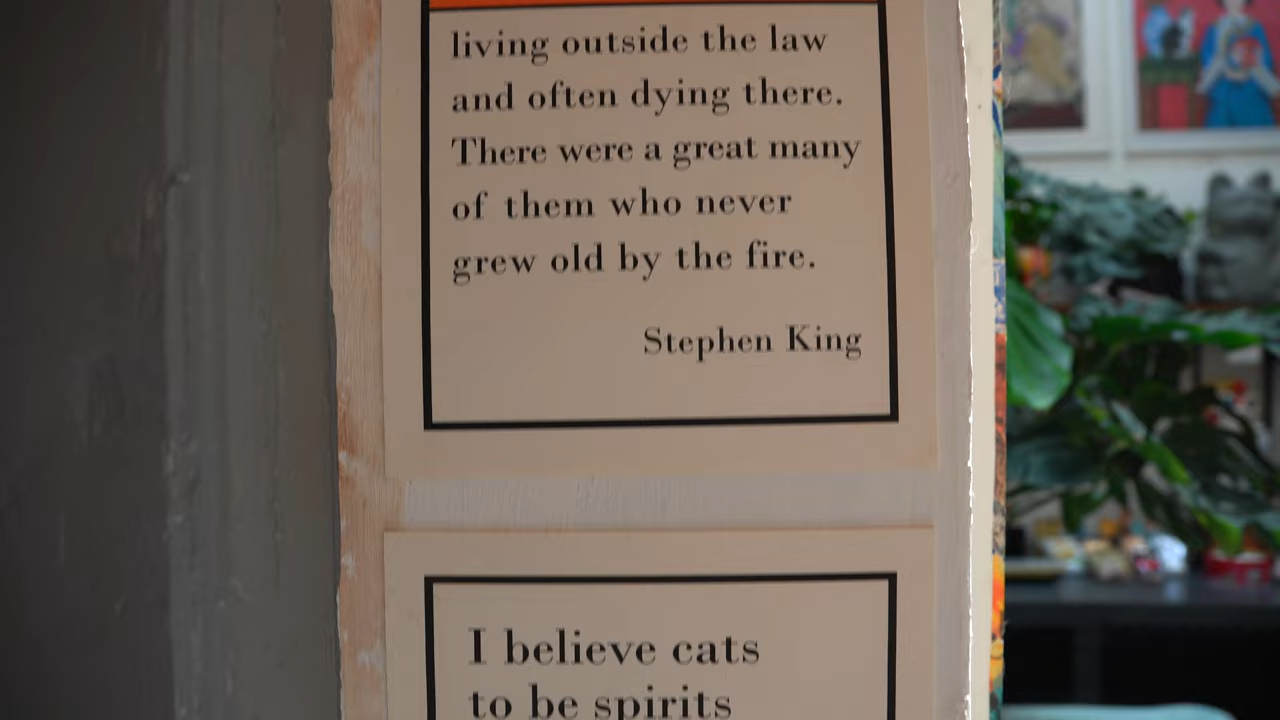 living outside the law
and often dying there.
There were a great many
of them who never
grew old by the fire.
Stephen King
I believe cats
to be spirits